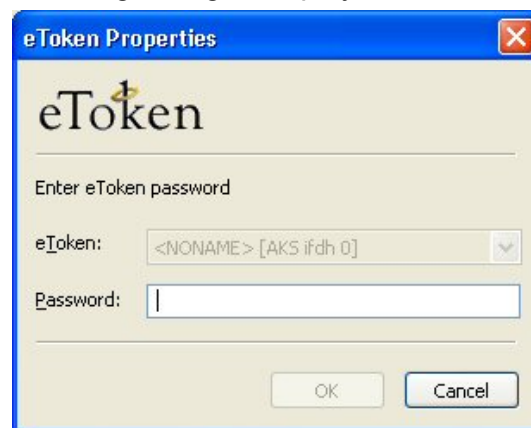 eToken Properties
eToken
Enter eToken password
eToken: <NONAME> [AKS ifdh 0]
Password:
OK Cancel